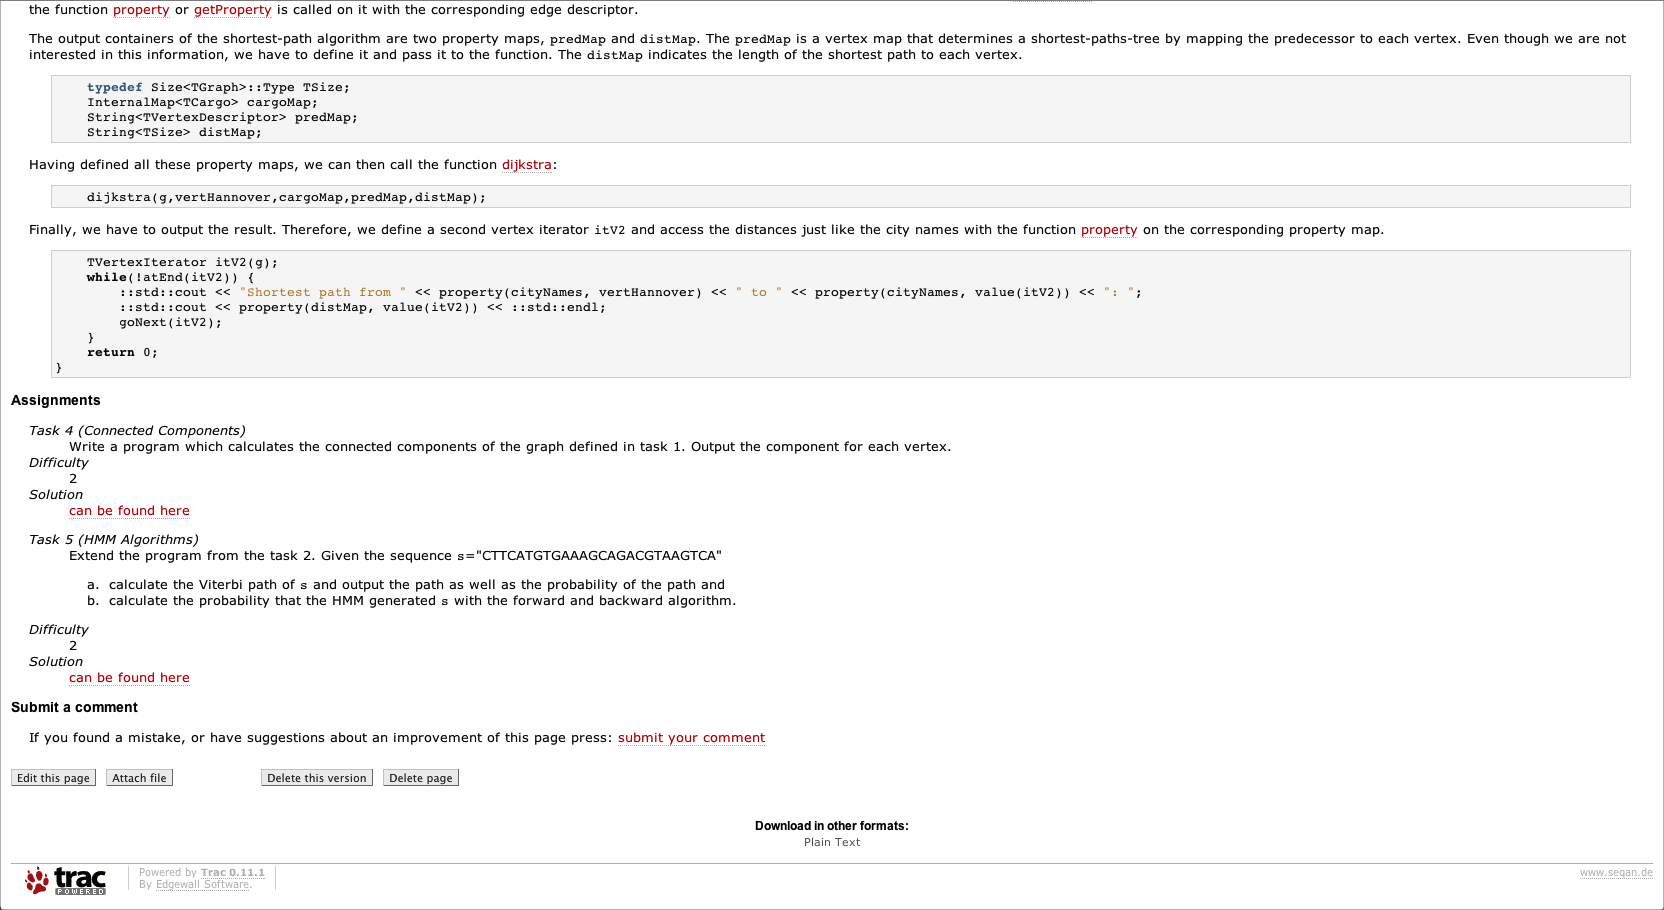 the function property or getProperty is called on it with the corresponding edge descriptor.
The output containers of the shortest-path algorithm are two property maps, predMap and distMap. The predMap is a vertex map that determines a shortest-paths-tree by mapping the predecessor to each vertex. Even though we are not
interested in this information, we have to define it and pass it to the function. The distMap indicates the length of the shortest path to each vertex.
typedef Size<TGraph>::Type TSize;
InternalMap<TCargo> cargoMap;
String<TVertexDescriptor> predMap;
String<TSize> distMap;
Having defined all these property maps, we can then call the function dijkstra:
dijkstra(g,vertHannover,cargoMap,predMap,distMap);
Finally, we have to output the result. Therefore, we define a second vertex iterator itV2 and access the distances just like the city names with the function property on the corresponding property map.
TVertexIterator itV2(g);
while(!atEnd(itV2)) {
::std::cout << "Shortest path from " << property(cityNames, vertHannover) << " to " << property(cityNames, value(itV2)) << ": ";
::std::cout << property(distMap, value(itV2)) << ::std::endl;
goNext(itV2);
}
return 0;
}
Assignments
Task 4 (Connected Components)
Write a program which calculates the connected components of the graph defined in task 1. Output the component for each vertex.
Difficulty
2
Solution
can be found here
Task 5 (HMM Algorithms)
Extend the program from the task 2. Given the sequence s="CTTCATGTGAAAGCAGACGTAAGTCA"
a. calculate the Viterbi path of s and output the path as well as the probability of the path and
b. calculate the probability that the HMM generated s with the forward and backward algorithm.
Difficulty
2
Solution
can be found here
Submit a comment
If you found a mistake, or have suggestions about an improvement of this page press: submit your comment
Edit this page Attach file Delete this version Delete page
Download in other formats:
Plain Text
trac POWERED
Powered by Trac 0.11.1
By Edgewall Software.
www.seqan.de